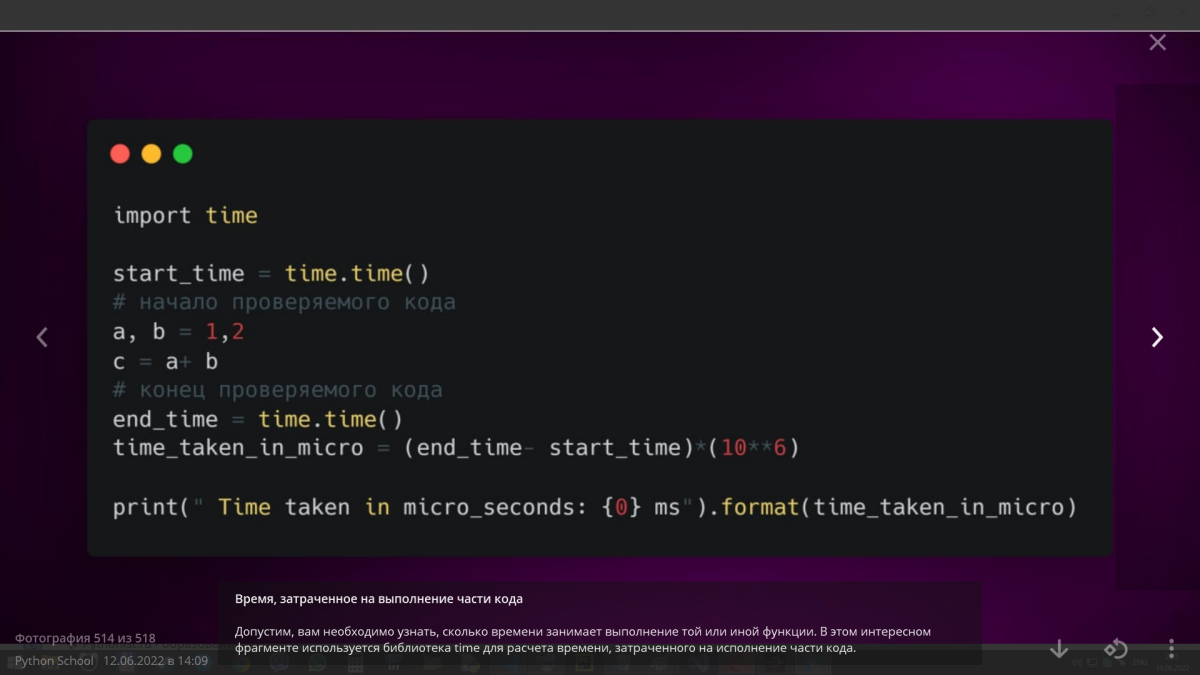 import time
start_time = time.time()
# начало проверяемого кода
a, b = 1,2
c = a+ b
# конец проверяемого кода
end_time = time.time()
time_taken_in_micro = (end_time- start_time)*(10**6)
print(" Time taken in micro_seconds: {0} ms").format(time_taken_in_micro)
Время, затраченное на выполнение части кода
Допустим, вам необходимо узнать, сколько времени занимает выполнение той или иной функции. В этом интересном
фрагменте используется библиотека time для расчета времени, затраченного на исполнение части кода.
Фотография 514 из 518
Python School 12.06.2022 в 14:09